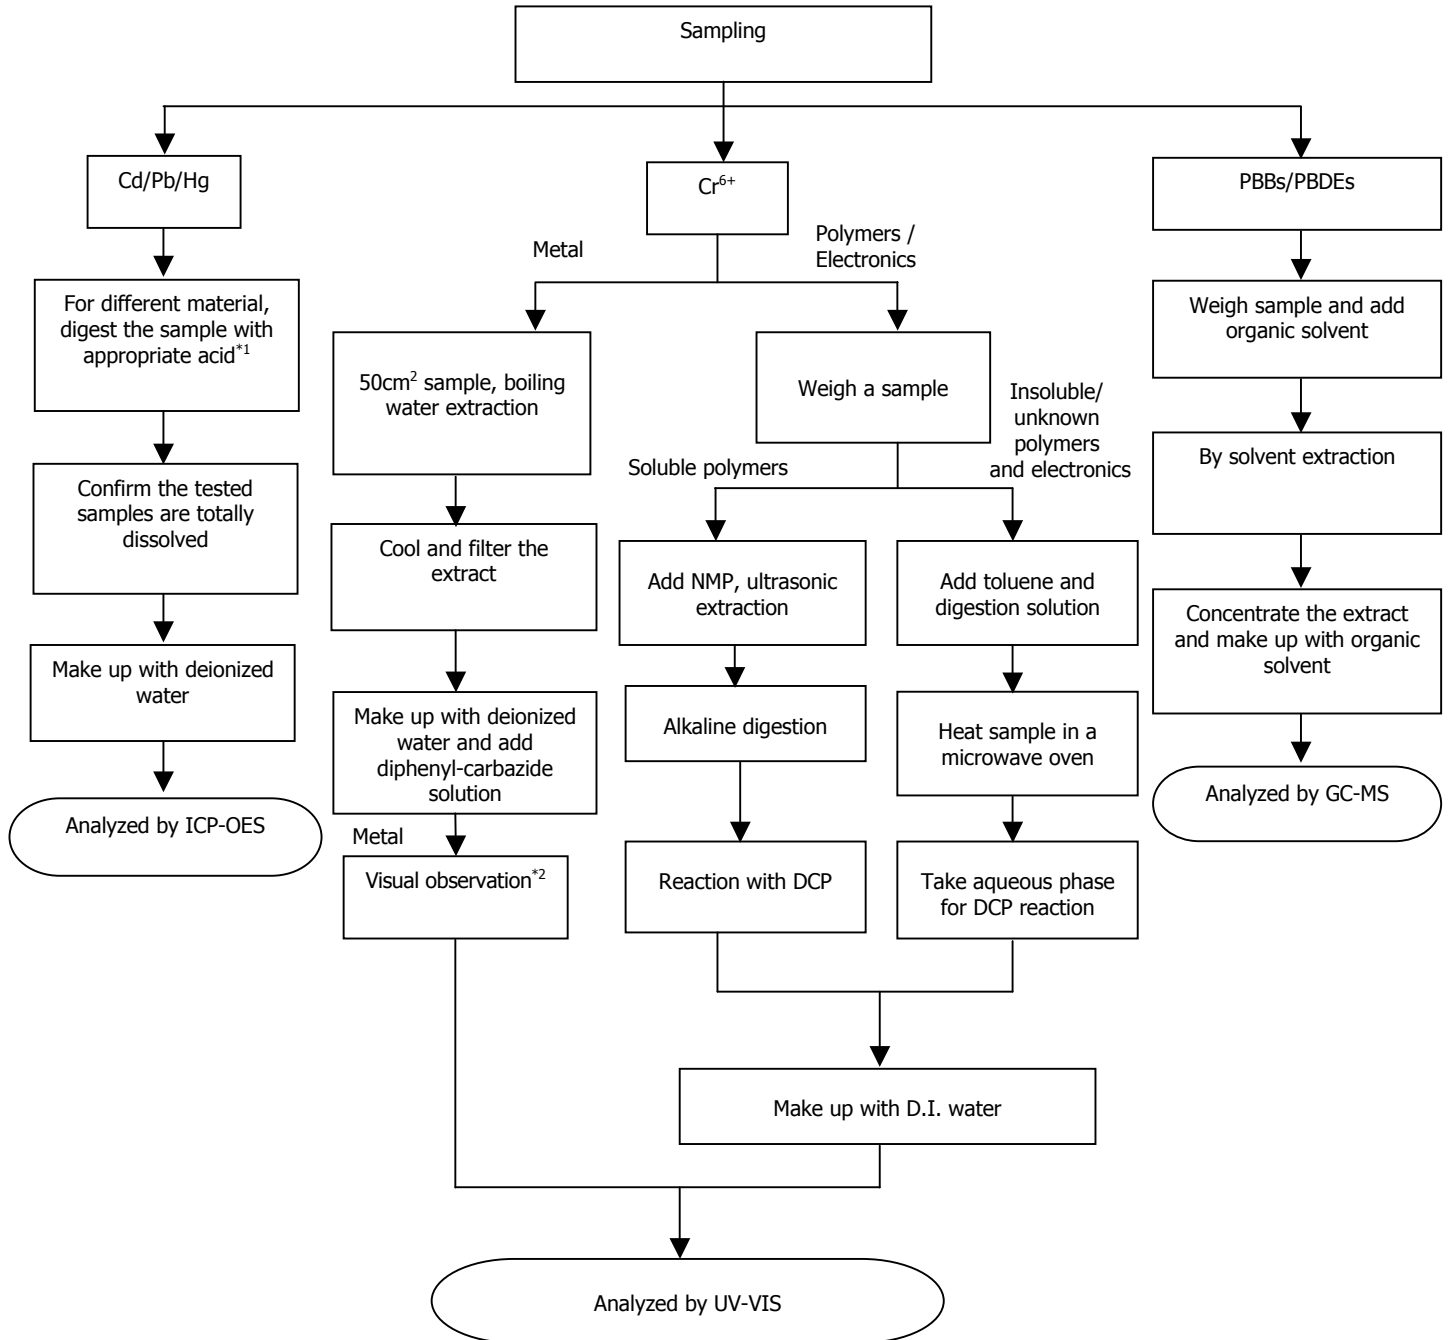 Sampling
Cd/Pb/Hg
Cr6+
PBBs/PBDEs
Metal
Polymers /
Electronics
For different material,
digest the sample with
appropriate acid*1
50cm2 sample, boiling
water extraction
Weigh a sample
Weigh sample and add
organic solvent
Insoluble/
unknown
polymers
and electronics
Soluble polymers
By solvent extraction
Confirm the tested
samples are totally
dissolved
Cool and filter the
extract
Add NMP, ultrasonic
extraction
Add toluene and
digestion solution
Concentrate the extract
and make up with organic
solvent
Make up with deionized
water
Make up with deionized
water and add
diphenyl-carbazide
solution
Alkaline digestion
Heat sample in a
microwave oven
Analyzed by GC-MS
Analyzed by ICP-OES
Metal
Visual observation*2
Reaction with DCP
Take aqueous phase
for DCP reaction
Make up with D.I. water
Analyzed by UV-VIS